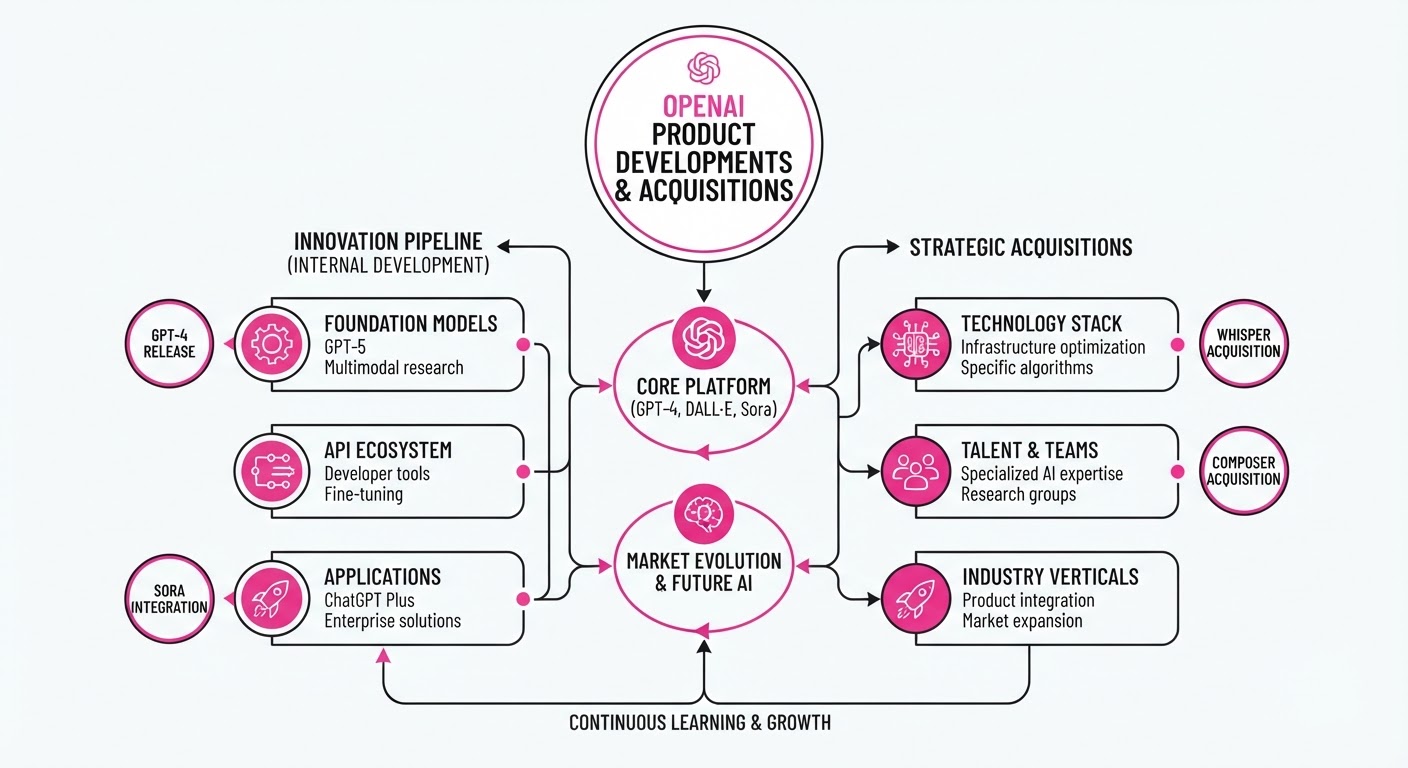 OPENAI
PRODUCT
DEVELOPMENTS
& ACQUISITIONS
INNOVATION PIPELINE
(INTERNAL DEVELOPMENT)
GPT-4
RELEASE
FOUNDATION MODELS
GPT-5
Multimodal research
API ECOSYSTEM
Developer tools
Fine-tuning
SORA
INTEGRATION
APPLICATIONS
ChatGPT Plus
Enterprise solutions
CORE PLATFORM
(GPT-4, DALL·E, Sora)
MARKET EVOLUTION
& FUTURE AI
STRATEGIC ACQUISITIONS
TECHNOLOGY STACK
Infrastructure optimization
Specific algorithms
WHISPER
ACQUISITION
TALENT & TEAMS
Specialized AI expertise
Research groups
COMPOSER
ACQUISITION
INDUSTRY VERTICALS
Product integration
Market expansion
CONTINUOUS LEARNING & GROWTH